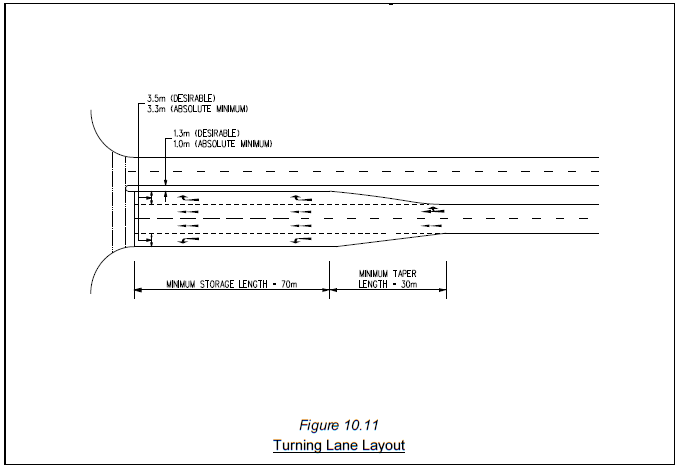 3.5m (DESIRABLE)
3.3m (ABSOLUTE MINIMUM)
1.3m (DESIRABLE)
1.0m (ABSOLUTE MINIMUM)
MINIMUM STORAGE LENGTH - 70m
MINIMUM TAPER
LENGTH - 30m
Figure 10.11
Turning Lane Layout